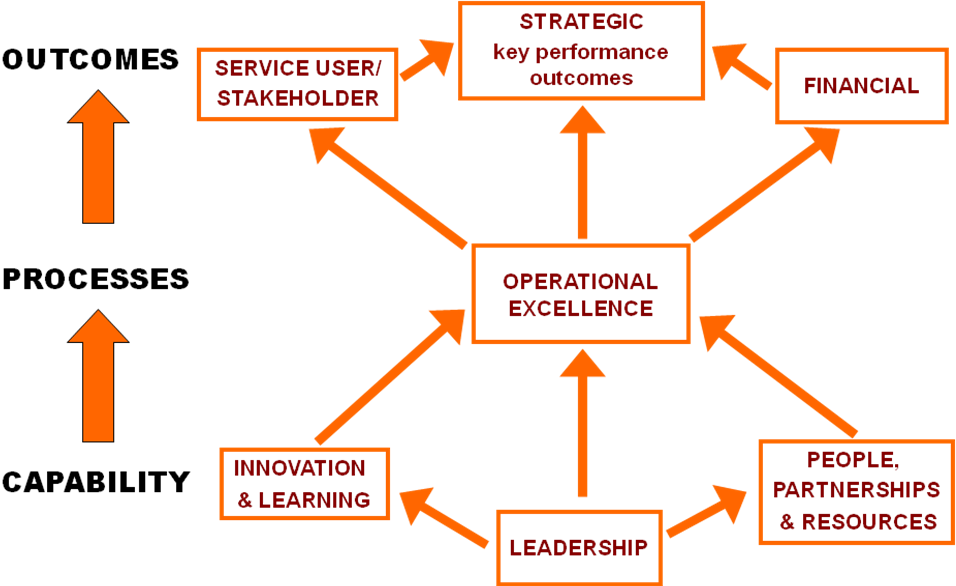 OUTCOMES
SERVICE USER/
STAKEHOLDER
STRATEGIC
key performance
outcomes
FINANCIAL
PROCESSES
OPERATIONAL
EXCELLENCE
CAPABILITY
INNOVATION
& LEARNING
LEADERSHIP
PEOPLE,
PARTNERSHIPS
& RESOURCES